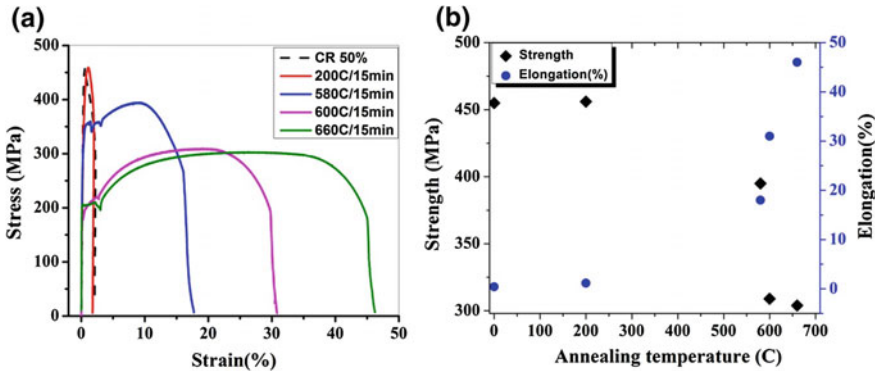 (a)
500
400
300
200
100
0
Stress (MPa)
0 10 20 30 40 50
Strain(%)
CR 50%
200C/15min
580C/15min
600C/15min
660C/15min
(b)
500
450
400
350
300
Strength (MPa)
0 100 200 300 400 500 600 700
Annealing temperature (C)
Strength
Elongation(%)
50
40
30
20
10
0
Elongation(%)